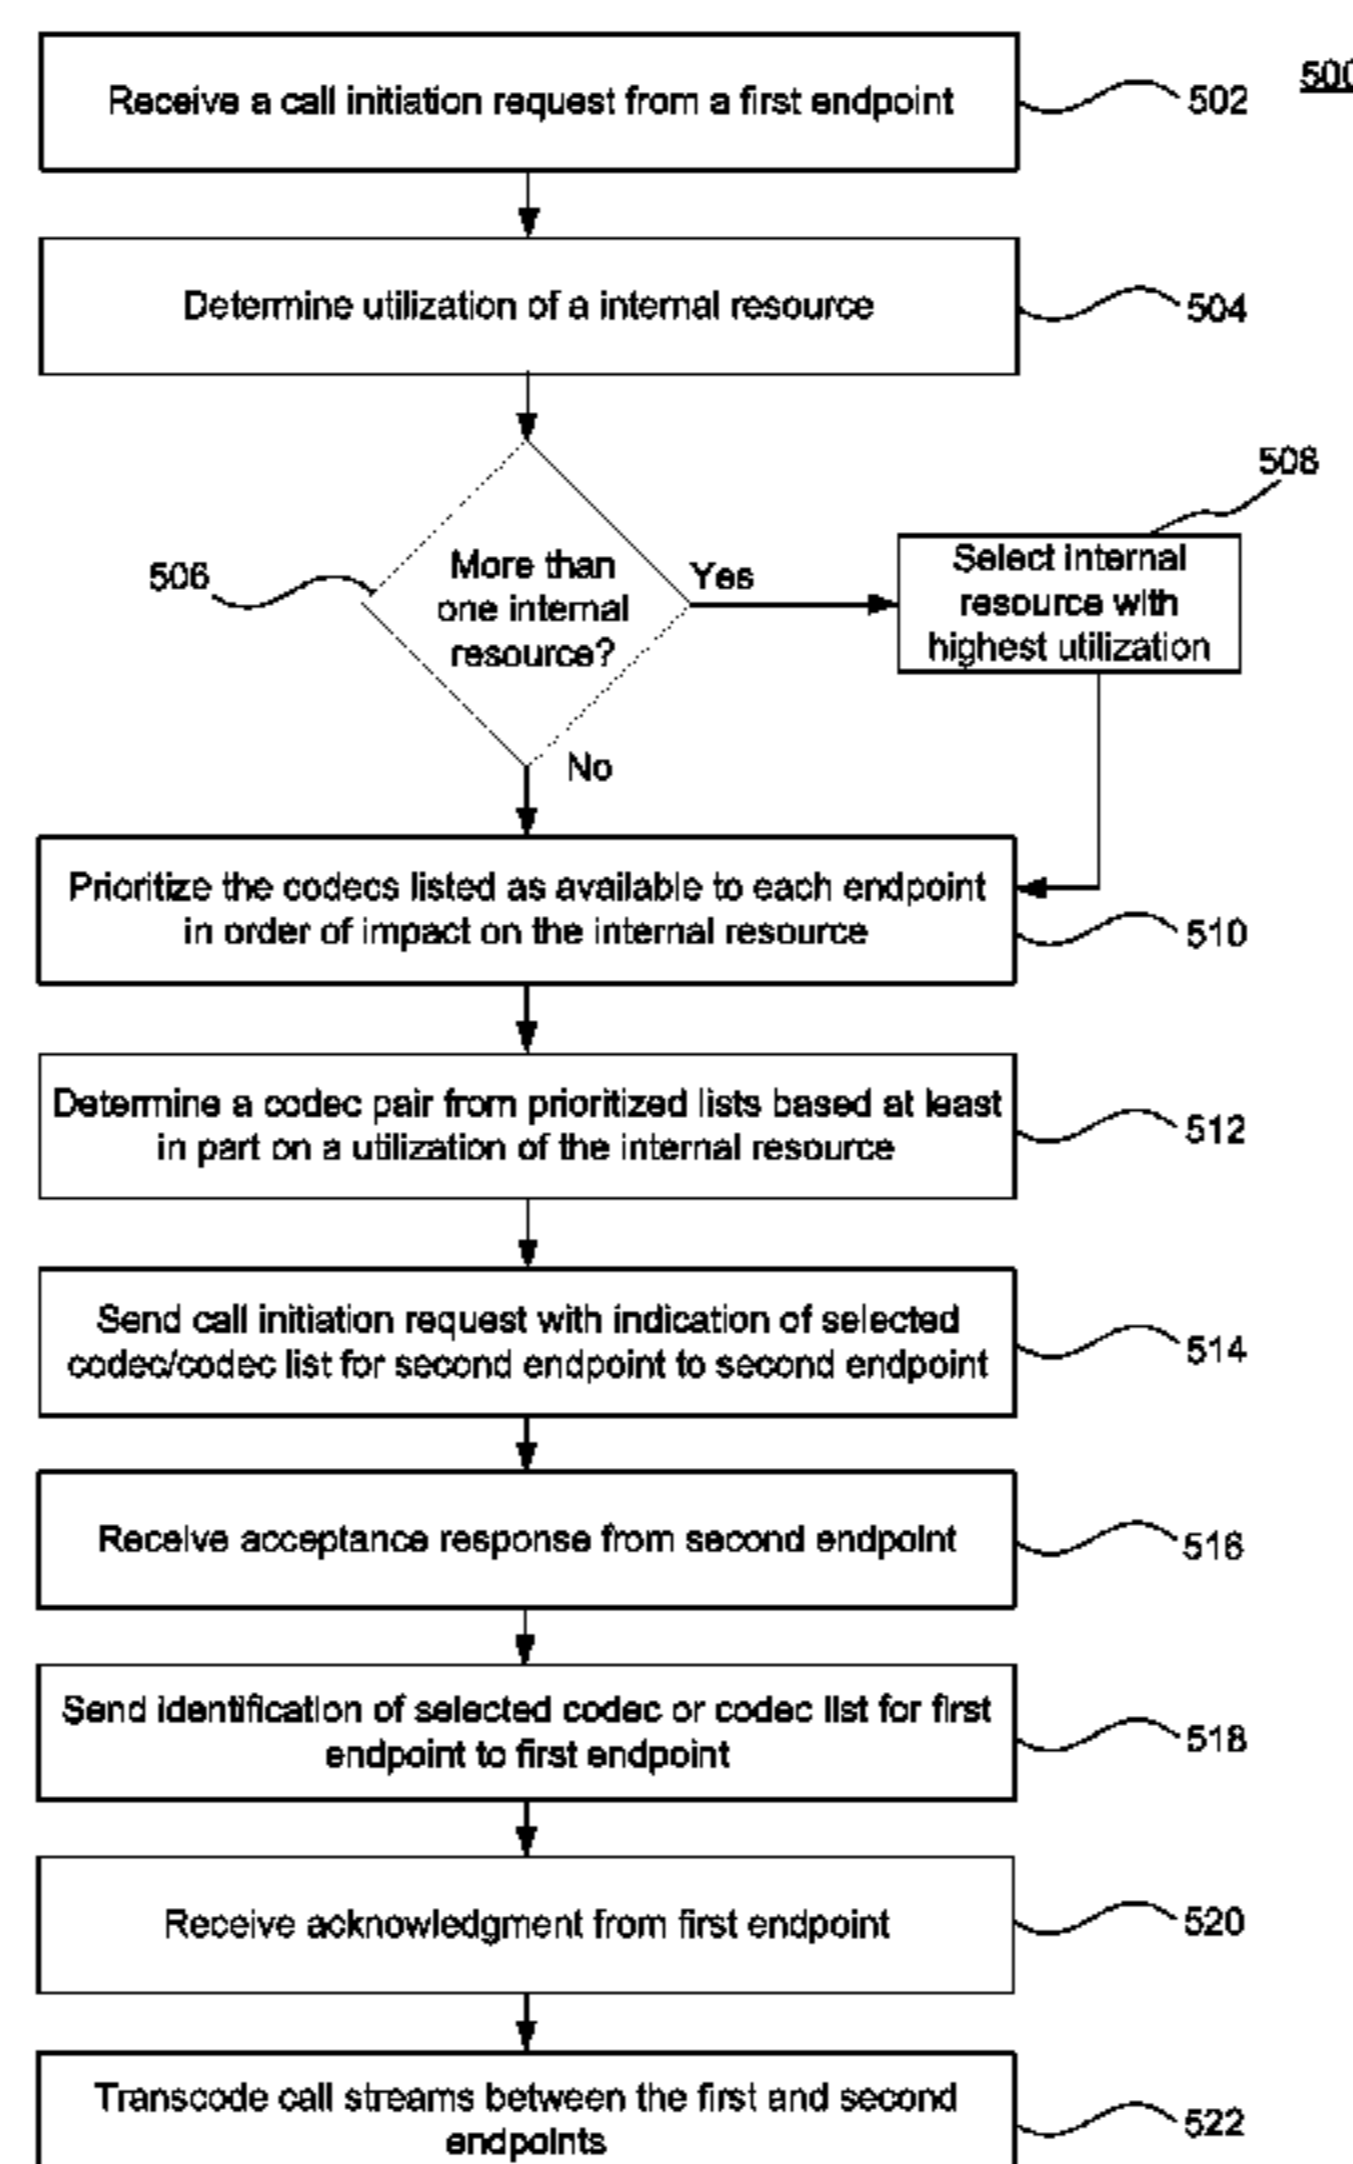 500
Receive a call initiation request from a first endpoint
502
Determine utilization of a internal resource
504
506
More than
one internal
resource?
Yes
508
Select internal
resource with
highest utilization
No
Prioritize the codecs listed as available to each endpoint
in order of impact on the internal resource
510
Determine a codec pair from prioritized lists based at least
in part on a utilization of the internal resource
512
Send call initiation request with indication of selected
codec/codec list for second endpoint to second endpoint
514
Receive acceptance response from second endpoint
516
Send identification of selected codec or codec list for first
endpoint to first endpoint
518
Receive acknowledgment from first endpoint
520
Transcode call streams between the first and second
endpoints
522